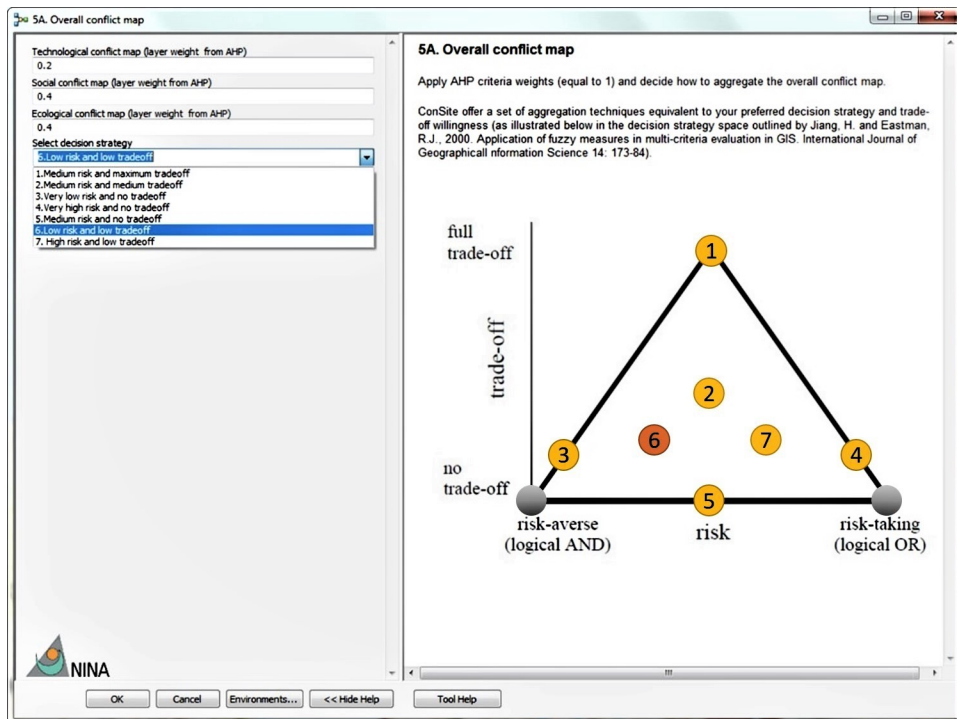 5A. Overall conflict map
Technological conflict map (layer weight from AHP)
0.2
Social conflict map (layer weight from AHP)
0.4
Ecological conflict map (layer weight from AHP)
0.4
Select decision strategy
6.Low risk and low tradeoff
1.Medium risk and maximum tradeoff
2.Medium risk and medium tradeoff
3.Very low risk and no tradeoff
4.Very high risk and no tradeoff
5.Medium risk and no tradeoff
6.Low risk and low tradeoff
7. High risk and low tradeoff
NINA
OK
Cancel
Environments...
<< Hide Help
Tool Help
5A. Overall conflict map
Apply AHP criteria weights (equal to 1) and decide how to aggregate the overall conflict map.
ConSite offer a set of aggregation techniques equivalent to your preferred decision strategy and trade-
off willingness (as illustrated below in the decision strategy space outlined by Jiang, H. and Eastman,
R.J., 2000. Application of fuzzy measures in multi-criteria evaluation in GIS. International Journal of
Geographicall nformation Science 14: 173-84).
full
trade-off
trade-off
no
trade-off
1
2
6
7
3
4
5
risk-averse
(logical AND)
risk
risk-taking
(logical OR)